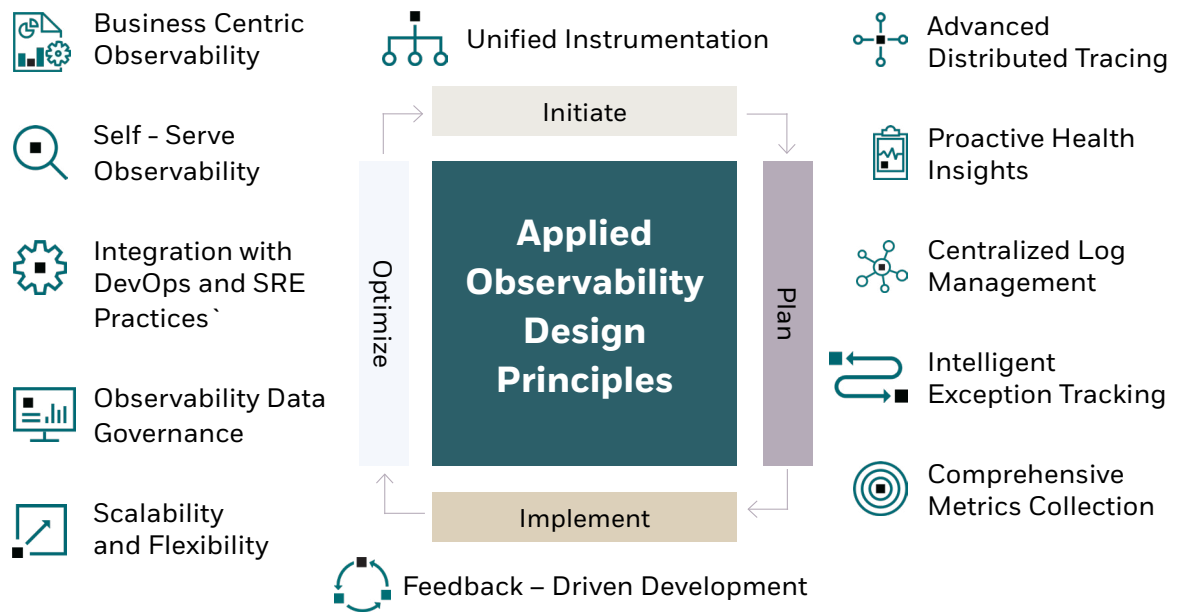 Business Centric
Observability
Unified Instrumentation
Advanced
Distributed Tracing
Initiate
Self - Serve
Observability
Proactive Health
Insights
Applied
Observability
Design
Principles
Optimize
Plan
Integration with
DevOps and SRE
Practices`
Centralized Log
Management
Intelligent
Exception Tracking
Observability Data
Governance
Comprehensive
Metrics Collection
Implement
Scalability
and Flexibility
Feedback – Driven Development